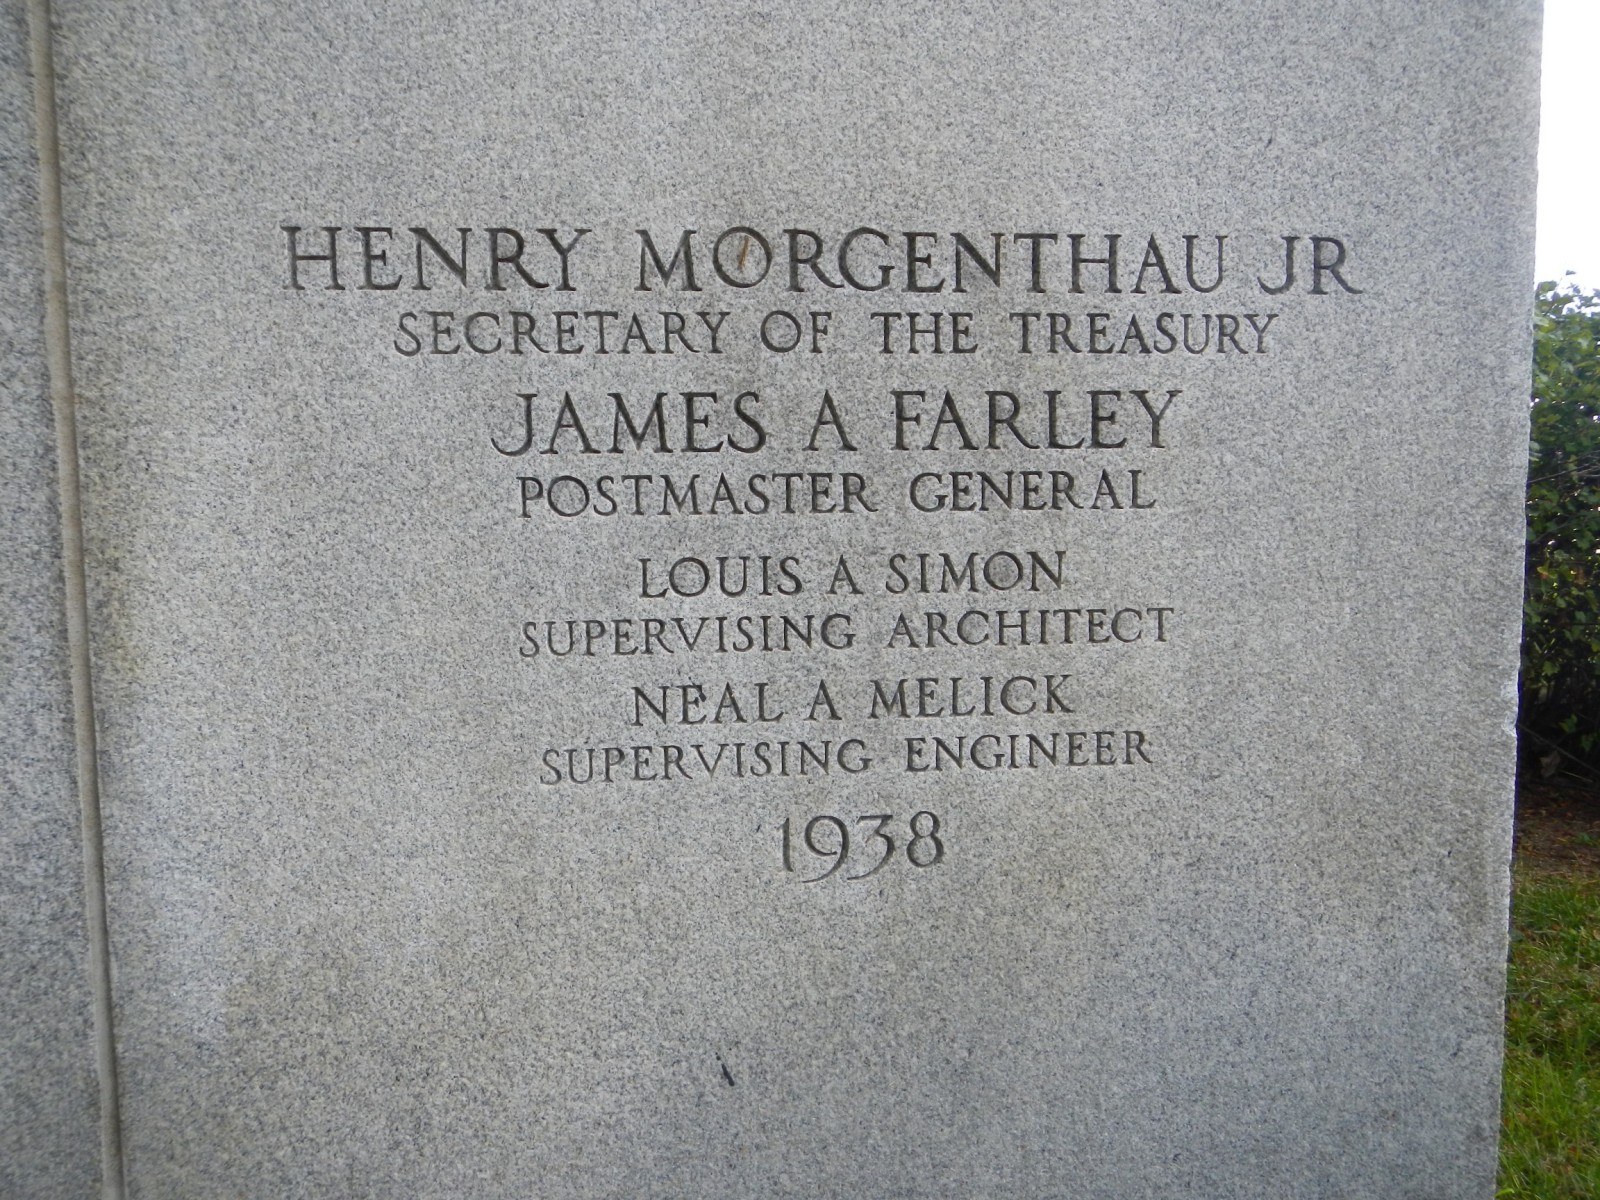 HENRY MORGENTHAU JR
SECRETARY OF THE TREASURY
JAMES A FARLEY
POSTMASTER GENERAL
LOUIS A SIMON
SUPERVISING ARCHITECT
NEAL A MELICK
SUPERVISING ENGINEER
1938